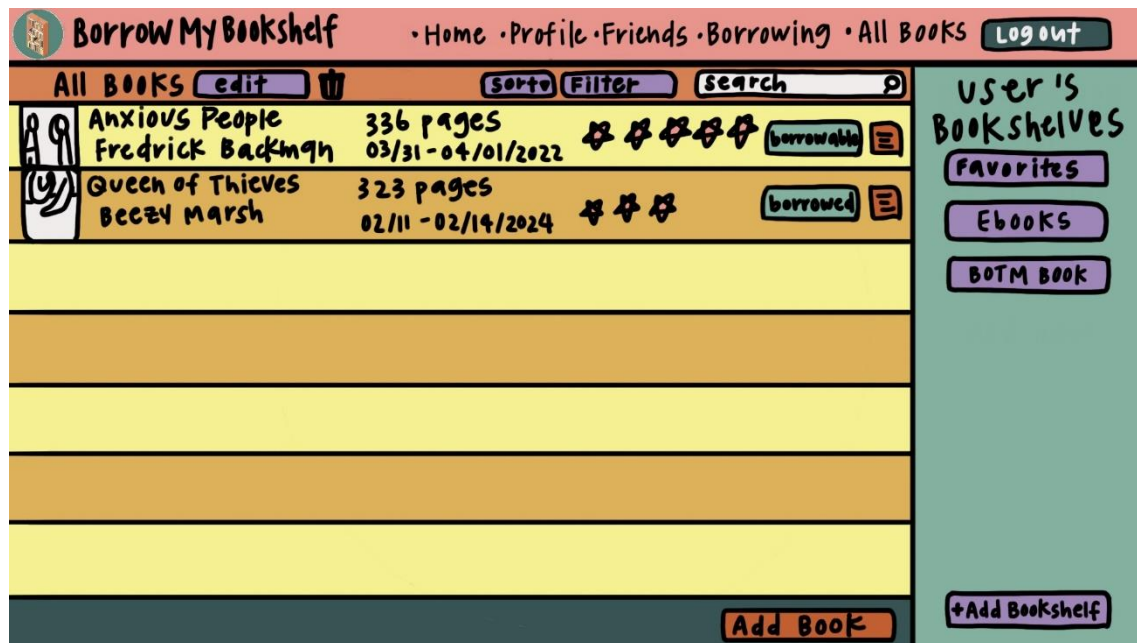 Borrow My Bookshelf • Home • Profile • Friends • Borrowing • All Books Log out
All Books edit sort Filter search
Anxious People 336 pages borrowable
Fredrick Backman 03/31-04/01/2022
Queen of Thieves 323 pages borrowed
Beezy Marsh 02/11-02/14/2024
Add Book
user's
Bookshelves
Favorites
Ebooks
BOTM BOOK
+Add Bookshelf